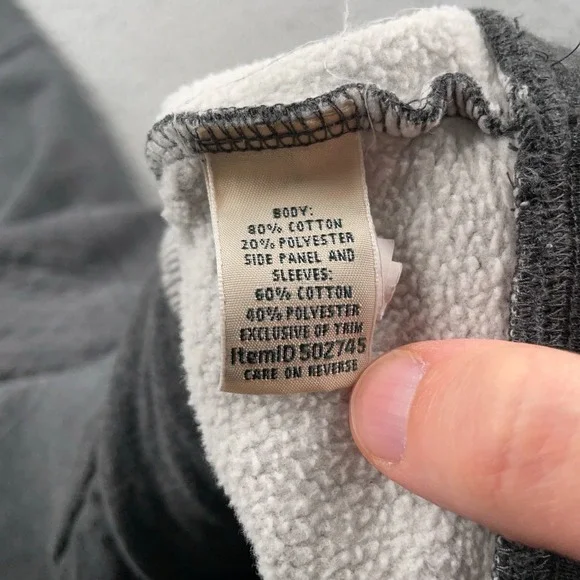 BODY:
80% COTTON
20% POLYESTER
SIDE PANEL AND
SLEEVES:
60% COTTON
40% POLYESTER
EXCLUSIVE OF TRIM
ItemID 502745
CARE ON REVERSE